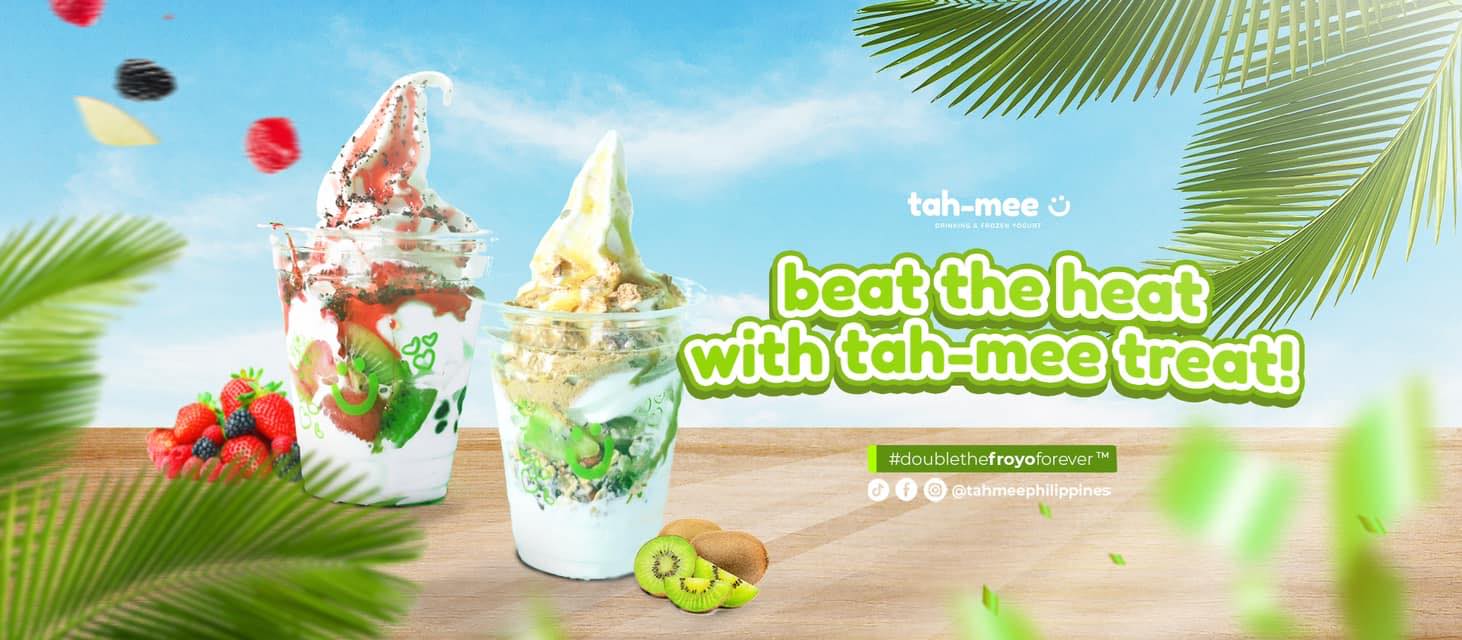 tah-mee
DRINKING & FROZEN YOGURT
beat the heat
with tah-mee treat!
#doublethefroyoforever™
@tahmeephilippines